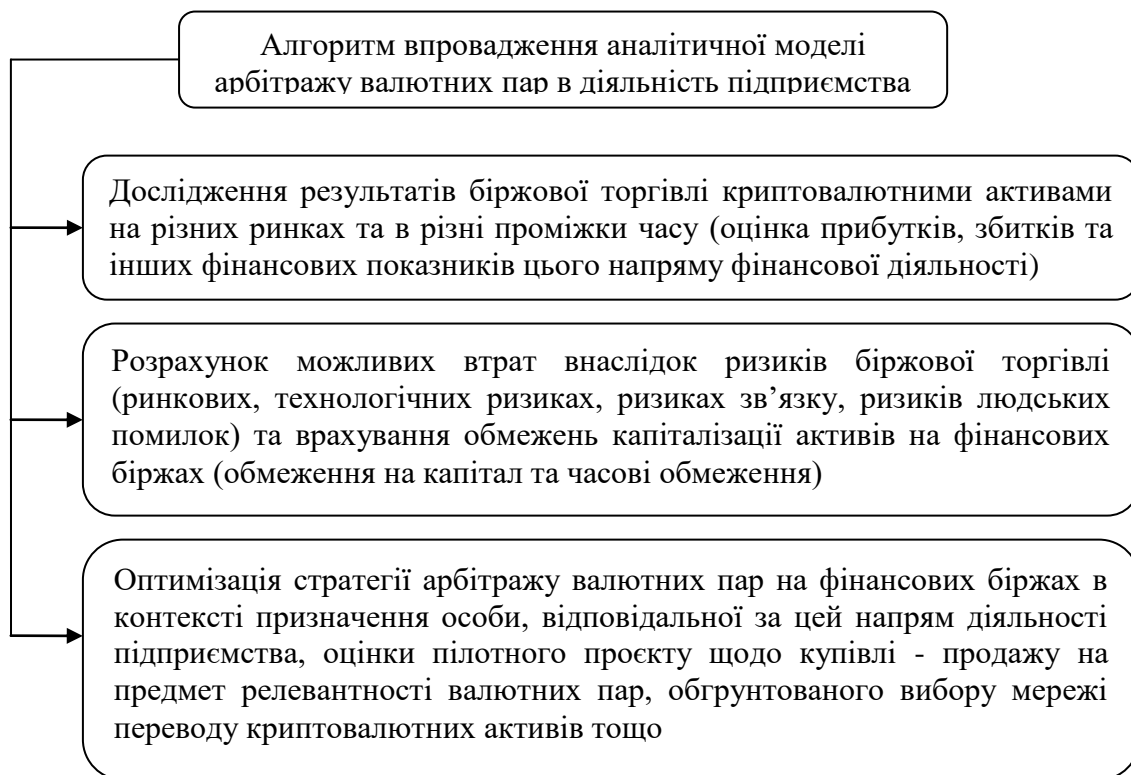 Алгоритм впровадження аналітичної моделі
арбітражу валютних пар в діяльність підприємства
Дослідження результатів біржової торгівлі криптовалютними активами
на різних ринках та в різні проміжки часу (оцінка прибутків, збитків та
інших фінансових показників цього напряму фінансової діяльності)
Розрахунок можливих втрат внаслідок ризиків біржової торгівлі
(ринкових, технологічних ризиках, ризиках зв’язку, ризиків людських
помилок) та врахування обмежень капіталізації активів на фінансових
біржах (обмеження на капітал та часові обмеження)
Оптимізація стратегії арбітражу валютних пар на фінансових біржах в
контексті призначення особи, відповідальної за цей напрям діяльності
підприємства, оцінки пілотного проєкту щодо купівлі - продажу на
предмет релевантності валютних пар, обгрунтованого вибору мережі
переводу криптовалютних активів тощо